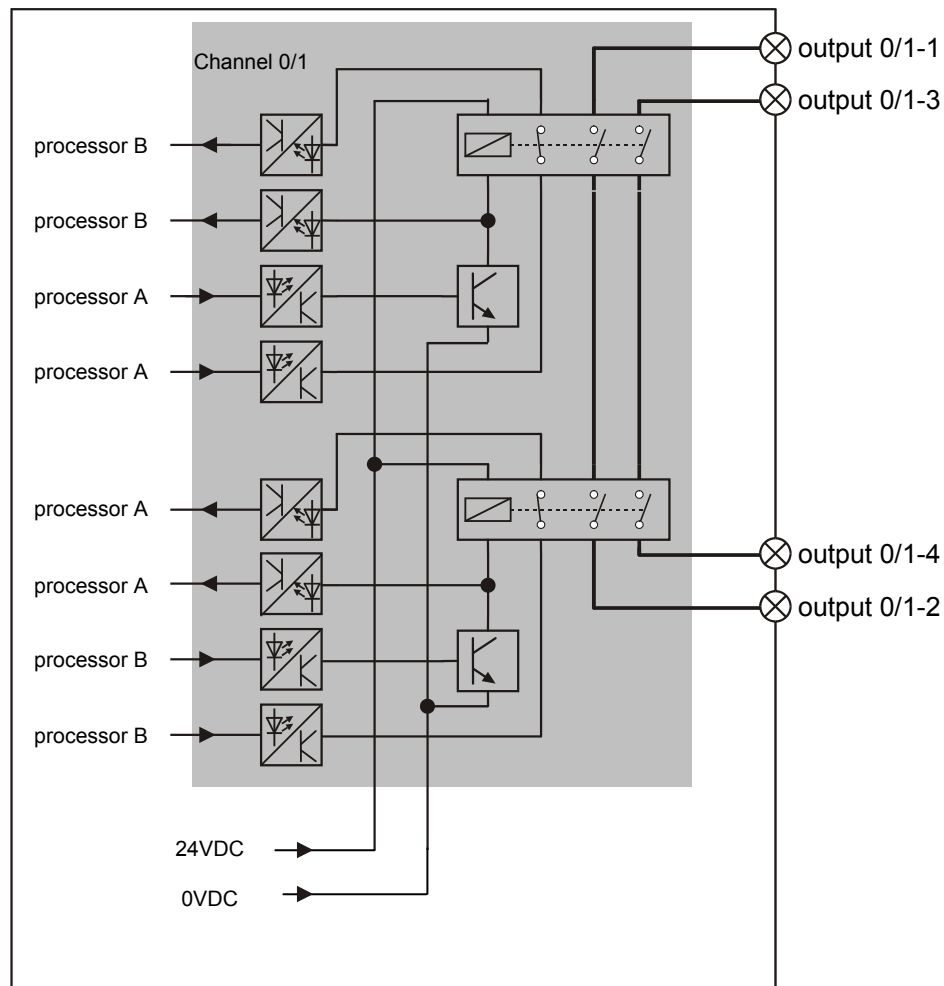 output 0/1-1
Channel 0/1
output 0/1-3
processor B
processor B
processor A
processor A
processor A
output 0/1-4
processor A
output 0/1-2
processor B
processor B
24VDC
0VDC